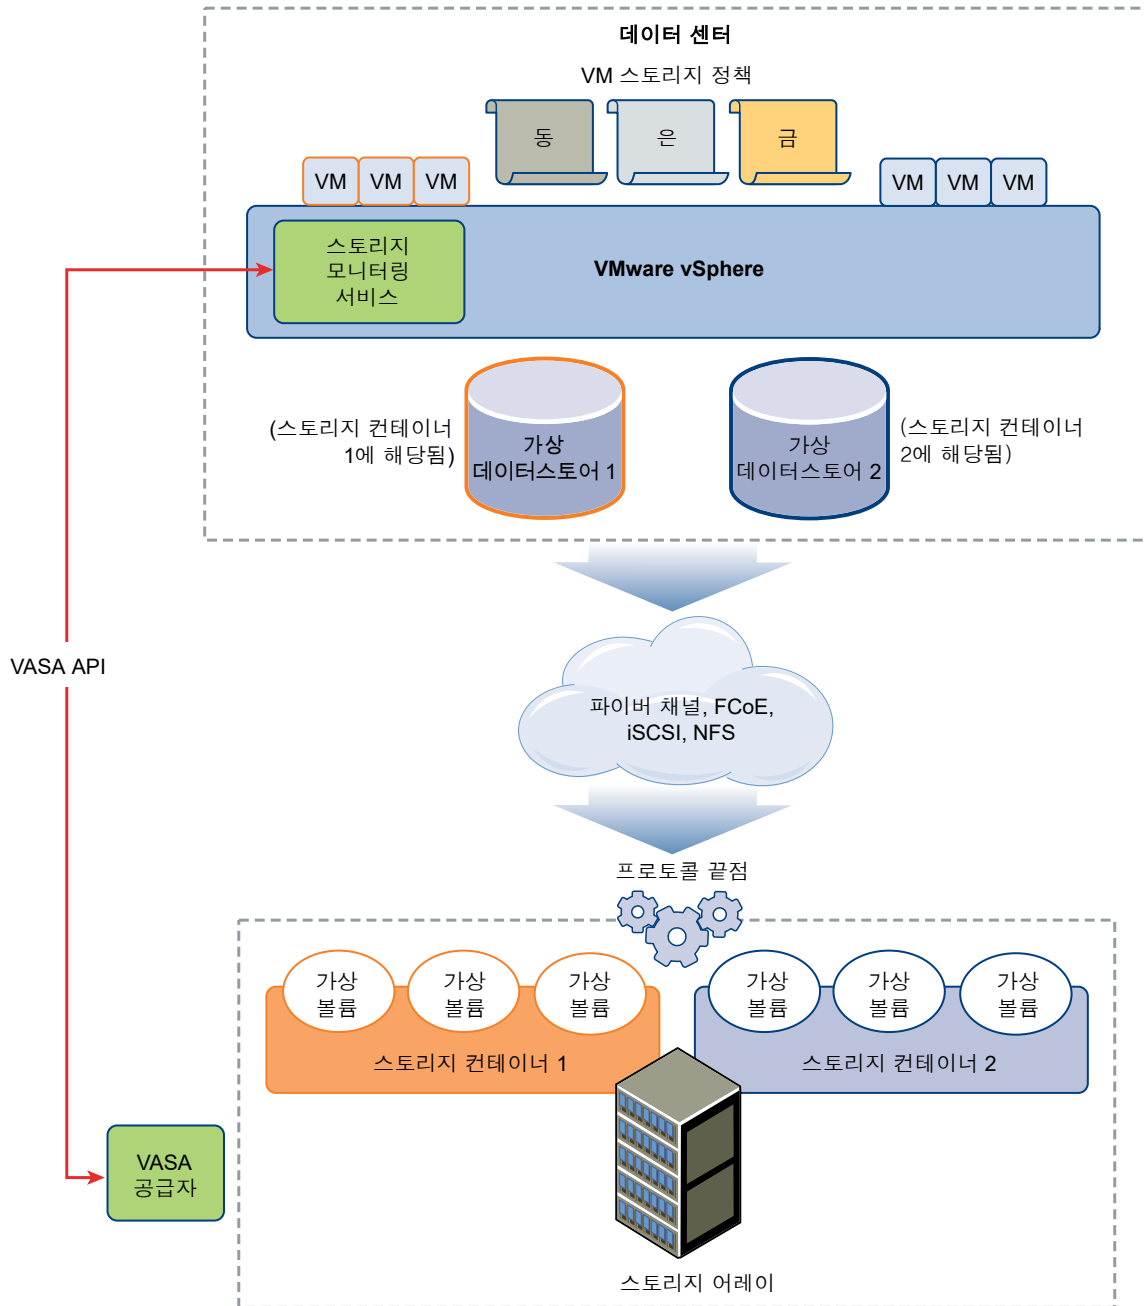 데이터 센터
VM 스토리지 정책
동
은
금
VM
VM
VM
VM
VM
VM
스토리지
모니터링
서비스
VMware vSphere
(스토리지 컨테이너
1에 해당됨)
가상
데이터스토어 1
가상
데이터스토어 2
(스토리지 컨테이너
2에 해당됨)
VASA API
파이버 채널, FCoE,
iSCSI, NFS
프로토콜 끝점
가상
볼륨
가상
볼륨
가상
볼륨
가상
볼륨
가상
볼륨
가상
볼륨
스토리지 컨테이너 1
스토리지 컨테이너 2
VASA
공급자
스토리지 어레이